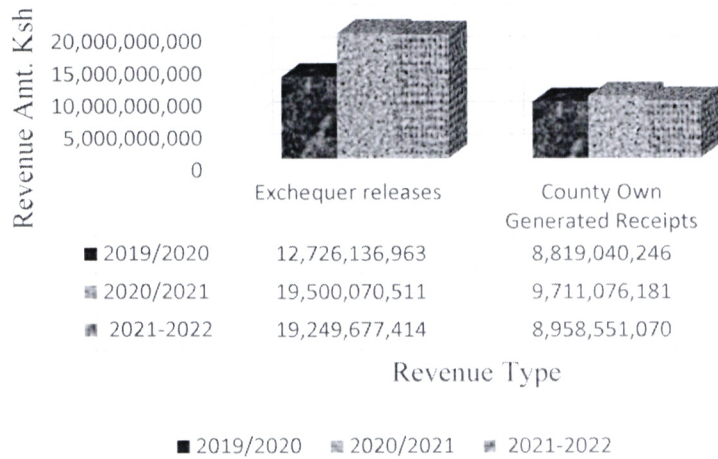 Revenue Amt. Ksh
20,000,000,000
15,000,000,000
10,000,000,000
5,000,000,000
0
Exchequer releases
County Own
Generated Receipts
2019/2020 12,726,136,963 8,819,040,246
2020/2021 19,500,070,511 9,711,076,181
2021-2022 19,249,677,414 8,958,551,070
Revenue Type
2019/2020 2020/2021 2021-2022